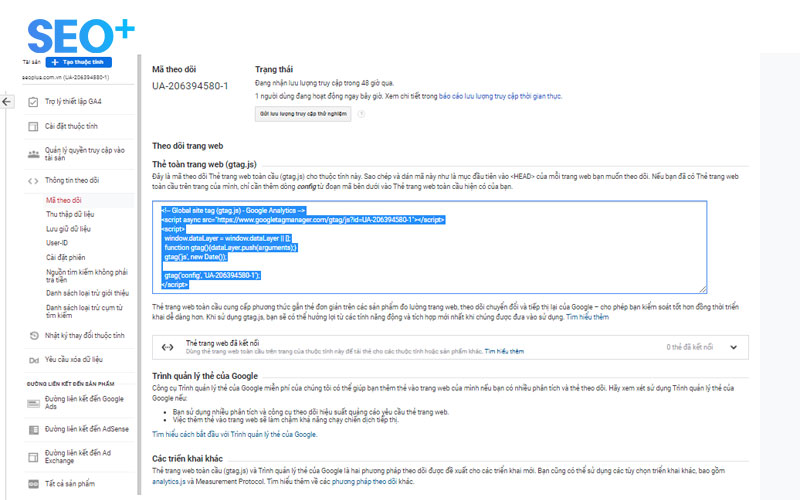 SEO+
Tài sản
+ Tạo thuộc tính
seoplus.com.vn (UA-206394580-1)
Trợ lý thiết lập GA4
Cài đặt thuộc tính
Quản lý quyền truy cập vào
tài sản
Thông tin theo dõi
Mã theo dõi
Thu thập dữ liệu
Lưu giữ dữ liệu
User-ID
Cài đặt phiên
Nguồn tìm kiếm không phải
trả tiền
Danh sách loại trừ giới thiệu
Danh sách loại trừ cụm từ tìm
kiếm
Nhật ký thay đổi thuộc tính
Dd Yêu cầu xóa dữ liệu
ĐƯỜNG LIÊN KẾT ĐẾN SẢN PHẨM
Đường liên kết đến Google
Ads
Đường liên kết đến AdSense
Đường liên kết đến Ad
Exchange
Tất cả sản phẩm
Mã theo dõi
UA-206394580-1
Trạng thái
Đang nhận lưu lượng truy cập trong 48 giờ qua.
1 người dùng đang hoạt động ngay bây giờ. Xem chi tiết trong báo cáo lưu lượng truy cập thời gian thực.
Gửi lưu lượng truy cập thử nghiệm
Theo dõi trang web
Thẻ toàn trang web (gtag.js)
Đây là mã theo dõi Thẻ trang web toàn cầu (gtag.js) cho thuộc tính này. Sao chép và dán mã này như là mục đầu tiên vào <HEAD> của mỗi trang web bạn muốn theo dõi. Nếu bạn đã có Thẻ trang web
toàn cầu trên trang của mình, chỉ cần thêm dòng config từ đoạn mã bên dưới vào Thẻ trang web toàn cầu hiện có của bạn.
<!-- Global site tag (gtag.js) - Google Analytics -->
<script async src="https://www.googletagmanager.com/gtag/js?id=UA-206394580-1"></script>
<script>
window.dataLayer = window.dataLayer || [];
function gtag(){dataLayer.push(arguments);}
gtag('js', new Date());
gtag('config', 'UA-206394580-1');
</script>
Thẻ trang web toàn cầu cung cấp phương thức gắn thẻ đơn giản trên các sản phẩm đo lường trang web, theo dõi chuyển đổi và tiếp thị lại của Google – cho phép bạn kiểm soát tốt hơn đồng thời triển
khai dễ dàng hơn. Khi sử dụng gtag.js, bạn sẽ có thể hưởng lợi từ các tính năng động và tích hợp mới nhất khi chúng được đưa vào sử dụng. Tìm hiểu thêm
Thẻ trang web đã kết nối
Dùng thẻ trang web toàn cầu trên trang của thuộc tính này để tải thẻ cho các thuộc tính hoặc sản phẩm khác. Tìm hiểu thêm
0 thẻ đã kết nối
Trình quản lý thẻ của Google
Công cụ Trình quản lý thẻ của Google miễn phí của chúng tôi có thể giúp bạn thêm thẻ vào trang web của mình nếu bạn có nhiều phân tích và thẻ theo dõi. Hãy xem xét sử dụng Trình quản lý thẻ của
Google nếu:
• Bạn sử dụng nhiều phân tích và công cụ theo dõi hiệu suất quảng cáo yêu cầu thẻ trang web.
• Việc thêm thẻ vào trang web sẽ làm chậm khả năng chạy chiến dịch tiếp thị.
Tìm hiểu cách bắt đầu với Trình quản lý thẻ của Google.
Các triển khai khác
Thẻ trang web toàn cầu (gtag.js) và Trình quản lý thẻ của Google là hai phương pháp theo dõi được đề xuất cho các triển khai mới. Bạn cũng có thể sử dụng các tùy chọn triển khai khác, bao gồm
analytics.js và Measurement Protocol. Tìm hiểu thêm về các phương pháp theo dõi khác.